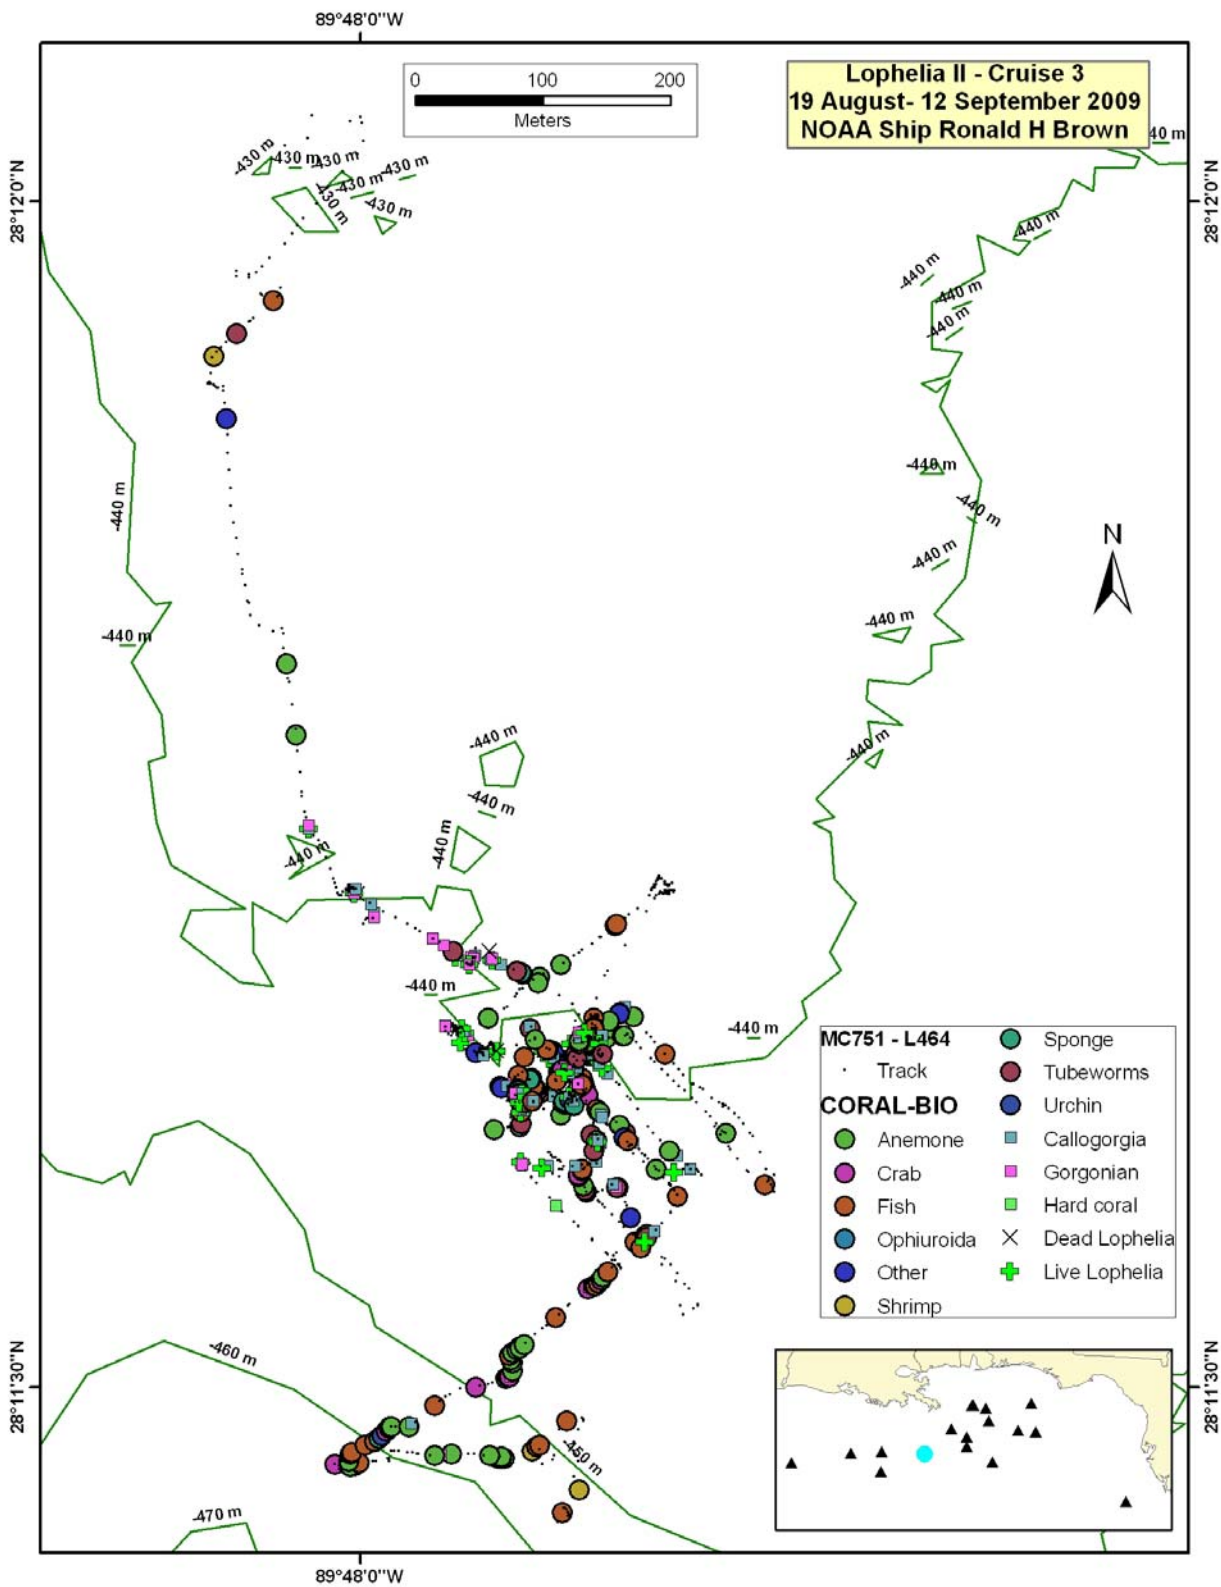 89°48'0"W
0 100 200
Meters
Lophelia II - Cruise 3
19 August- 12 September 2009
NOAA Ship Ronald H Brown
40 m
-430 m
-430 m
-430 m
-430 m
-430 m
-430 m
-430 m
28°12'0"N
28°12'0"N
-440 m
-440 m
-440 m
-440 m
-440 m
-440 m
-440 m
-440 m
N
-440 m
-440 m
-440 m
-440 m
-440 m
-440 m
-440 m
-440 m
-440 m
-440 m
MC751 - L464
Track
CORAL-BIO
Anemone
Crab
Fish
Ophiuroida
Other
Shrimp
Sponge
Tubeworms
Urchin
Callogorgia
Gorgonian
Hard coral
Dead Lophelia
Live Lophelia
-460 m
28°11'30"N
28°11'30"N
-450 m
-470 m
89°48'0"W